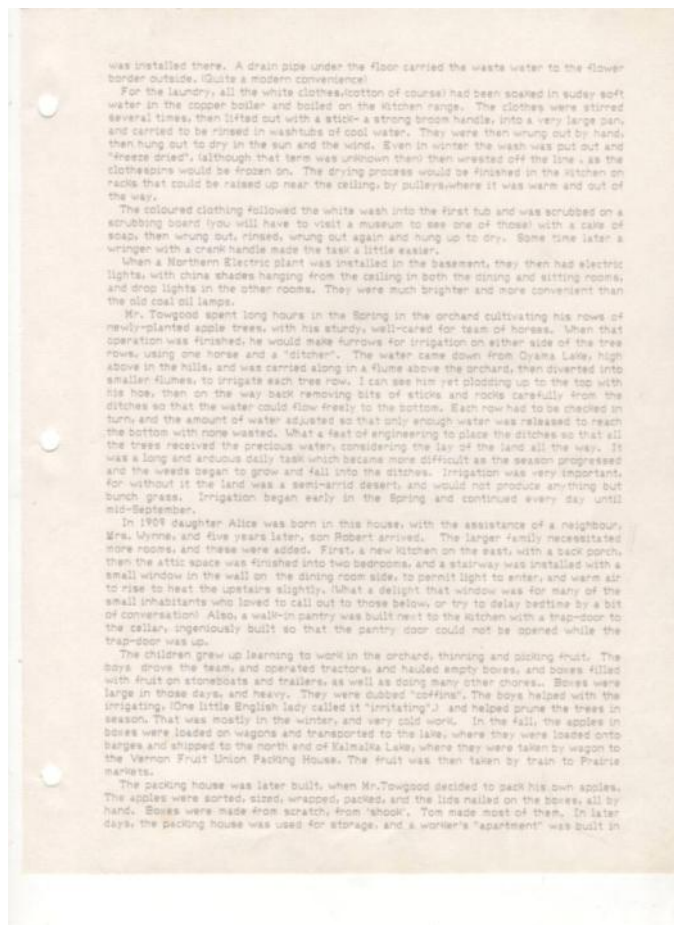 was installed there. A drain pipe under the floor carried the waste water to the flower
border outside. (Quite a modern convenience)
For the laundry, all the white clothes,(cotton of course) had been soaked in sudsy soft
water in the copper boiler and boiled on the kitchen range. The clothes were stirred
several times, then lifted out with a stick- a strong broom handle, into a very large pan,
and carried to be rinsed in washtubs of cool water. They were then wrung out by hand,
then hung out to dry in the sun and the wind. Even in winter the wash was put out and
"freeze dried", (although that term was unknown then) then wrested off the line , as the
clothespins would be frozen on. The drying process would be finished in the kitchen on
racks that could be raised up near the ceiling, by pulleys,where it was warm and out of
the way.
The coloured clothing followed the white wash into the first tub and was scrubbed on a
scrubbing board (you will have to visit a museum to see one of those) with a cake of
soap, then wrung out, rinsed, wrung out again and hung up to dry. Some time later a
wringer with a crank handle made the task a little easier.
When a Northern Electric plant was installed in the basement, they then had electric
lights, with china shades hanging from the ceiling in both the dining and sitting rooms,
and drop lights in the other rooms. They were much brighter and more convenient than
the old coal oil lamps.
Mr. Towgood spent long hours in the Spring in the orchard cultivating his rows of
newly-planted apple trees, with his sturdy, well-cared for team of horses. When that
operation was finished, he would make furrows for irrigation on either side of the tree
rows, using one horse and a "ditcher". The water came down from Oyama Lake, high
above in the hills, and was carried along in a flume above the orchard, then diverted into
smaller flumes, to irrigate each tree row. I can see him yet plodding up to the top with
his hoe, then on the way back removing bits of sticks and rocks carefully from the
ditches so that the water could flow freely to the bottom. Each row had to be checked in
turn, and the amount of water adjusted so that only enough water was released to reach
the bottom with none wasted. What a feat of engineering to place the ditches so that all
the trees received the precious water, considering the lay of the land all the way. It
was a long and arduous daily task which became more difficult as the season progressed
and the weeds began to grow and fall into the ditches. Irrigation was very important,
for without it the land was a semi-arrid desert, and would not produce anything but
bunch grass. Irrigation began early in the Spring and continued every day until
mid-September.
In 1909 daughter Alice was born in this house, with the assistance of a neighbour,
Mrs. Wynne, and five years later, son Robert arrived. The larger family necessitated
more rooms, and these were added. First, a new kitchen on the east, with a back porch,
then the attic space was finished into two bedrooms, and a stairway was installed with a
small window in the wall on the dining room side, to permit light to enter, and warm air
to rise to heat the upstairs slightly. (What a delight that window was for many of the
small inhabitants who loved to call out to those below, or try to delay bedtime by a bit
of conversation) Also, a walk-in pantry was built next to the kitchen with a trap-door to
the cellar, ingeniously built so that the pantry door could not be opened while the
trap-door was up.
The children grew up learning to work in the orchard, thinning and picking fruit. The
boys drove the team, and operated tractors, and hauled empty boxes, and boxes filled
with fruit on stoneboats and trailers, as well as doing many other chores.. Boxes were
large in those days, and heavy. They were dubbed "coffins". The boys helped with the
irrigating, (One little English lady called it "irritating".) and helped prune the trees in
season. That was mostly in the winter, and very cold work. In the fall, the apples in
boxes were loaded on wagons and transported to the lake, where they were loaded onto
barges and shipped to the north end of Kalmalka Lake, where they were taken by wagon to
the Vernon Fruit Union Packing House. The fruit was then taken by train to Prairie
markets.
The packing house was later built, when Mr.Towgood decided to pack his own apples.
The apples were sorted, sized, wrapped, packed, and the lids nailed on the boxes, all by
hand. Boxes were made from scratch, from 'shook'. Tom made most of them. In later
days, the packing house was used for storage, and a worker's "apartment" was built in